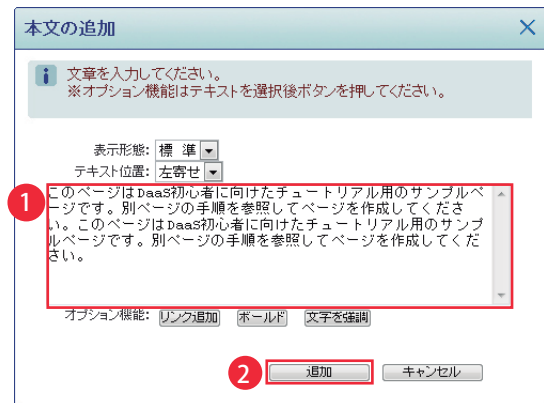 本文の追加
文章を入力してください。
※オプション機能はテキストを選択後ボタンを押してください。
表示形態: 標 準
テキスト位置: 左寄せ
1
このページはDaaS初心者に向けたチュートリアル用のサンプルペ
ージです。別ページの手順を参照してページを作成してくださ
い。このページはDaaS初心者に向けたチュートリアル用のサンプ
ルページです。別ページの手順を参照してページを作成してくだ
さい。
オプション機能: リンク追加 ボールド 文字を強調
2 追加 キャンセル